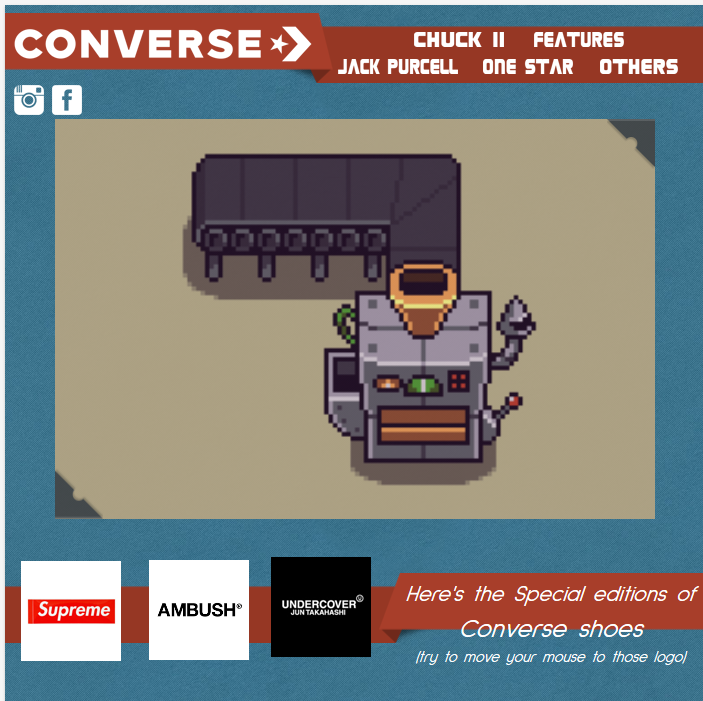 CONVERSE
CHUCK II FEATURES
JACK PURCELL ONE STAR OTHERS
Supreme
AMBUSH®
UNDERCOVER
JUN TAKAHASHI
Here's the Special editions of
Converse shoes
(try to move your mouse to those logo)